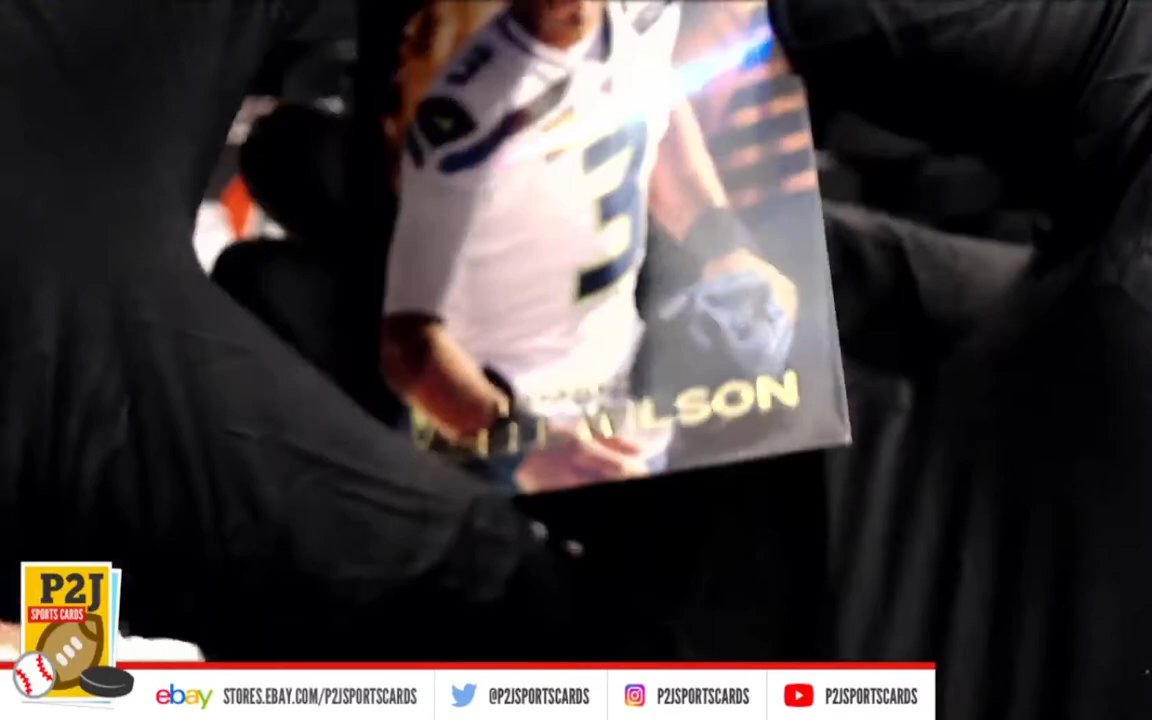 3
WILSON
P2J
SPORTS CARDS
ebay STORES.EBAY.COM/P2JSPORTSCARDS
@P2JSPORTSCARDS
P2JSPORTSCARDS
P2JSPORTSCARDS